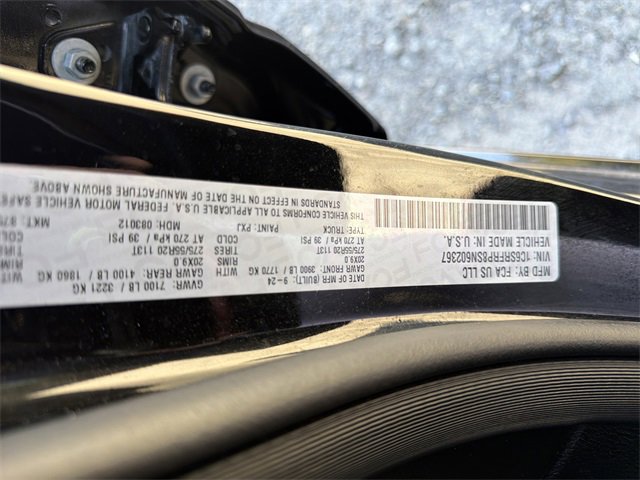 MFD. BY: FCA US LLC
DATE OF MFR (BUILT): 9-24
GVWR: 7100 LB / 3221 KG
GAWR FRONT: 3900 LB / 1770 KG
GAWR REAR: 4100 LB / 1860 KG
20X9.0 RIMS 20X9.0
275/55R20 113T TIRES 275/55R20 113T
AT 270 kPa / 39 PSI COLD AT 270 kPa / 39 PSI
TYPE: TRUCK PAINT: PXJ MDH: 083012 MKT:
THIS VEHICLE CONFORMS TO ALL APPLICABLE U.S.A. FEDERAL MOTOR VEHICLE
STANDARDS IN EFFECT ON THE DATE OF MANUFACTURE SHOWN ABOVE.
VIN: 1C6SRFRP8SN602367
VEHICLE MADE IN U.S.A.